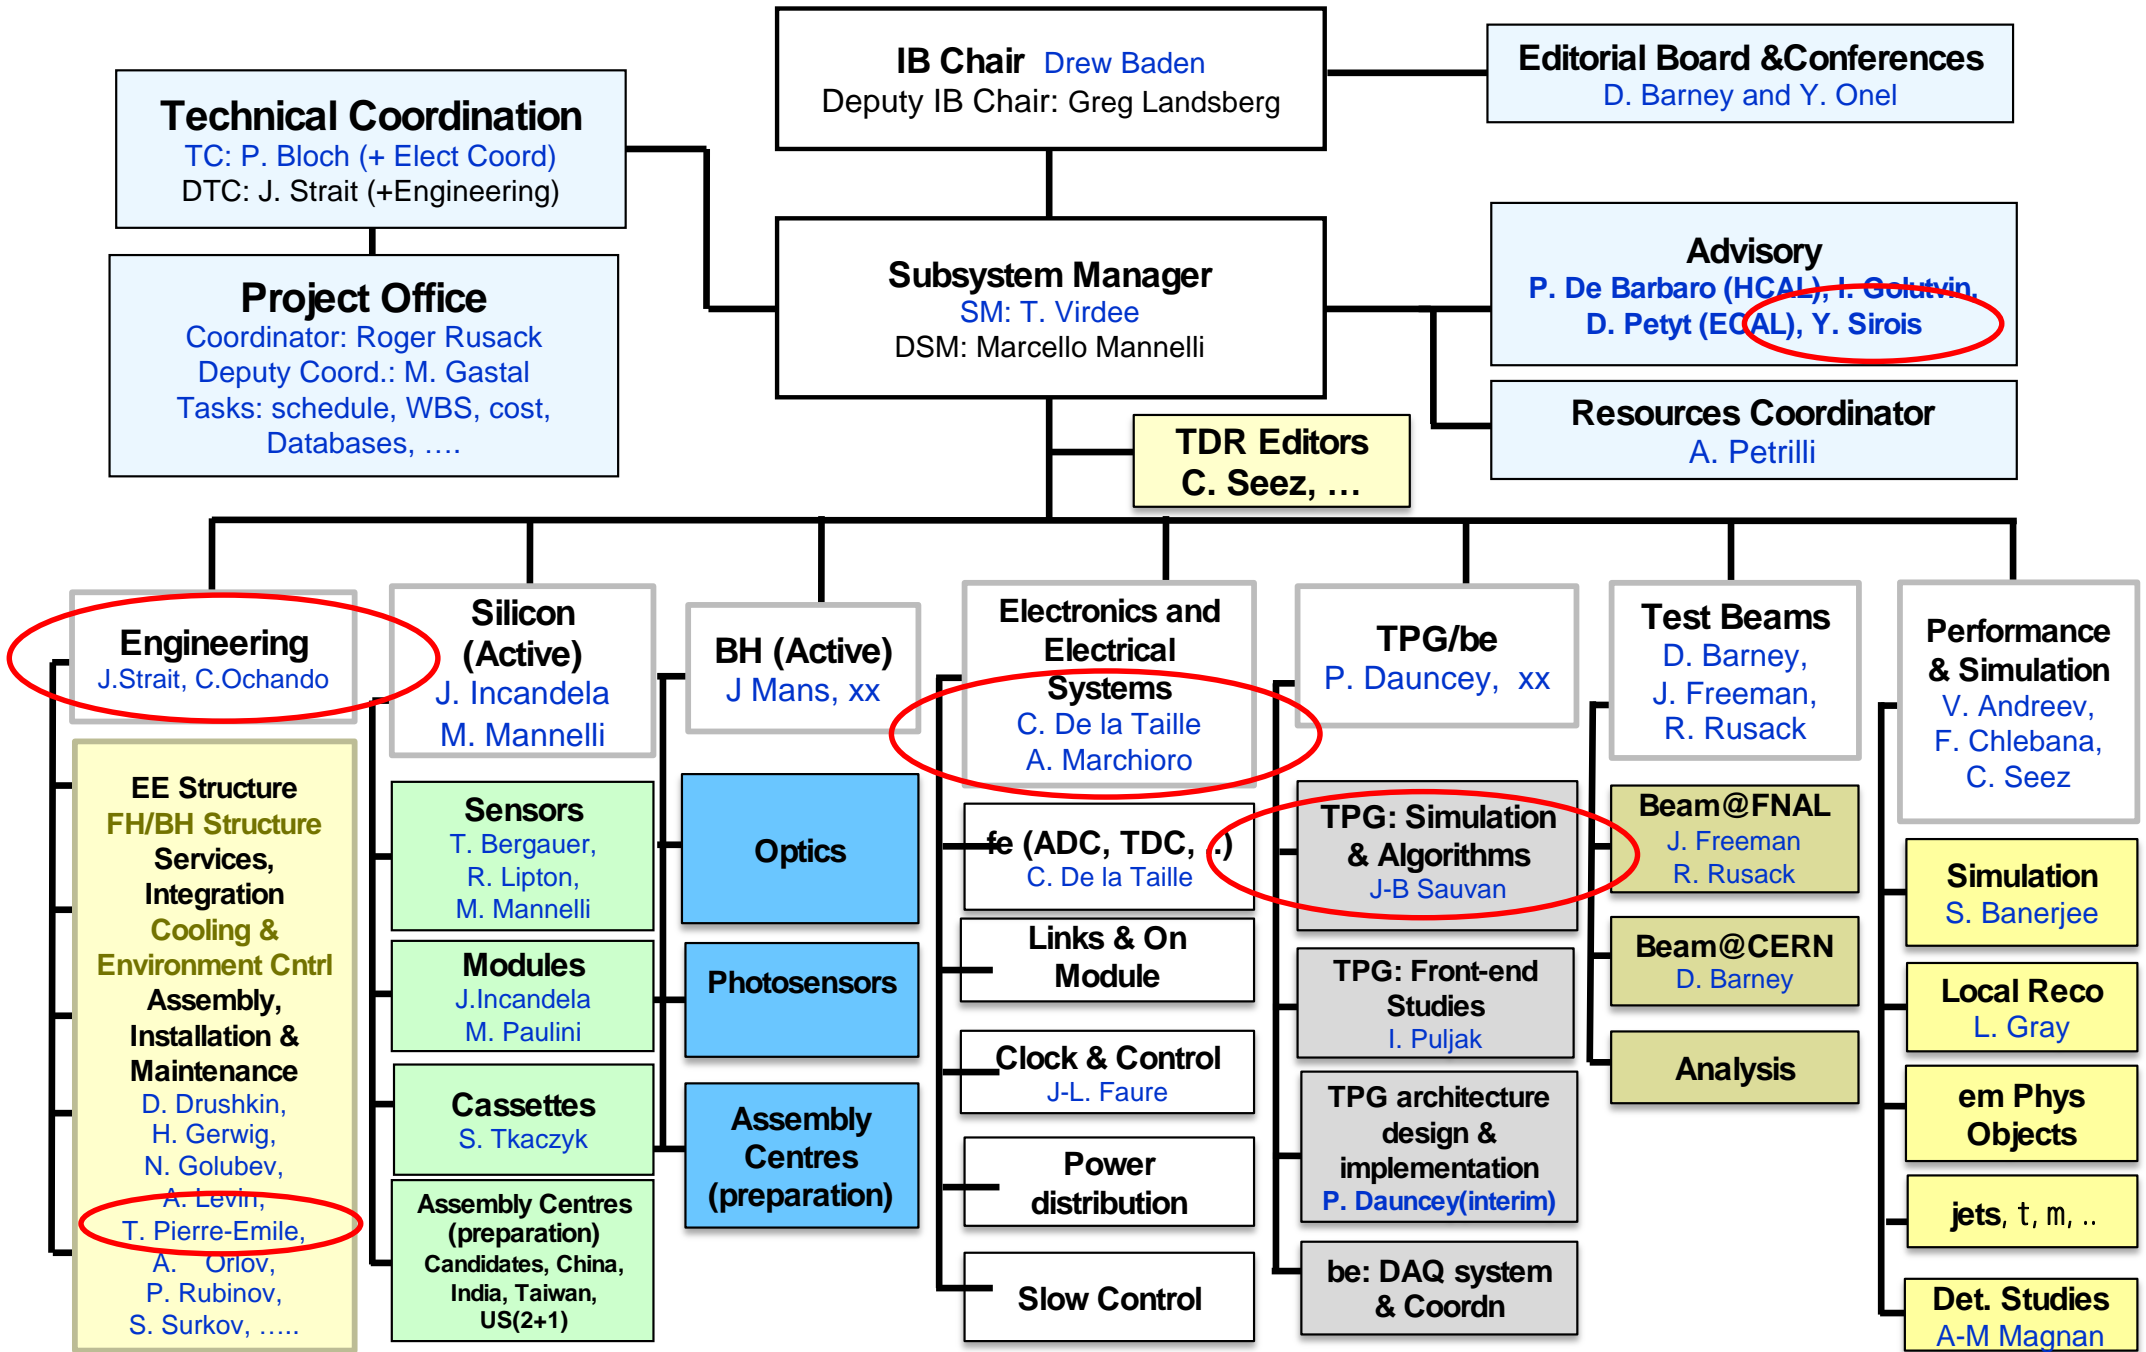 IB Chair Drew Baden
Deputy IB Chair: Greg Landsberg
Editorial Board &Conferences
D. Barney and Y. Onel
Technical Coordination
TC: P. Bloch (+ Elect Coord)
DTC: J. Strait (+Engineering)
Project Office
Coordinator: Roger Rusack
Deputy Coord.: M. Gastal
Tasks: schedule, WBS, cost,
Databases, ….
Subsystem Manager
SM: T. Virdee
DSM: Marcello Mannelli
Advisory
P. De Barbaro (HCAL), I. Golutvin,
D. Petyt (ECAL), Y. Sirois
Resources Coordinator
A. Petrilli
TDR Editors
C. Seez, …
Engineering
J.Strait, C.Ochando
EE Structure
FH/BH Structure
Services,
Integration
Cooling &
Environment Cntrl
Assembly,
Installation &
Maintenance
D. Drushkin,
H. Gerwig,
N. Golubev,
A. Levin,
T. Pierre-Emile,
A. Orlov,
P. Rubinov,
S. Surkov, …..
Silicon
(Active)
J. Incandela
M. Mannelli
Sensors
T. Bergauer,
R. Lipton,
M. Mannelli
Modules
J.Incandela
M. Paulini
Cassettes
S. Tkaczyk
Assembly Centres
(preparation)
Candidates, China,
India, Taiwan,
US(2+1)
BH (Active)
J Mans, xx
Optics
Photosensors
Assembly
Centres
(preparation)
Electronics and
Electrical
Systems
C. De la Taille
A. Marchioro
fe (ADC, TDC, ..)
C. De la Taille
Links & On
Module
Clock & Control
J-L. Faure
Power
distribution
Slow Control
TPG/be
P. Dauncey, xx
TPG: Simulation
& Algorithms
J-B Sauvan
TPG: Front-end
Studies
I. Puljak
TPG architecture
design &
implementation
P. Dauncey(interim)
be: DAQ system
& Coordn
Test Beams
D. Barney,
J. Freeman,
R. Rusack
Beam@FNAL
J. Freeman
R. Rusack
Beam@CERN
D. Barney
Analysis
Performance
& Simulation
V. Andreev,
F. Chlebana,
C. Seez
Simulation
S. Banerjee
Local Reco
L. Gray
em Phys
Objects
jets, t, m, ..
Det. Studies
A-M Magnan